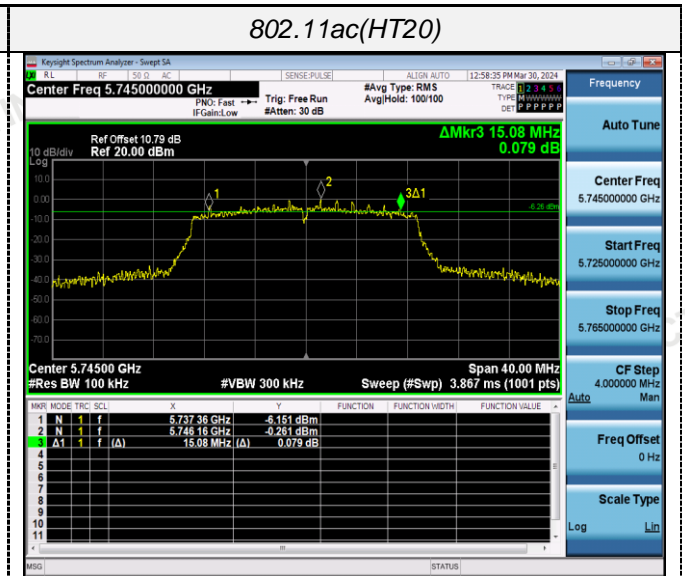 802.11ac(HT20)
Keysight Spectrum Analyzer - Swept SA
RL RF 50 Ω AC SENSE:PULSE ALIGN AUTO 12:58:35 PM Mar 30, 2024
Center Freq 5.745000000 GHz
PNO: Fast
IFGain:Low
Trig: Free Run
#Atten: 30 dB
#Avg Type: RMS
Avg|Hold: 100/100
TRACE 1 2 3 4 5 6
TYPE M W W W W W
DET P P P P P P
Frequency
Auto Tune
Center Freq
5.745000000 GHz
Start Freq
5.725000000 GHz
Stop Freq
5.765000000 GHz
CF Step
4.000000 MHz
Auto Man
Freq Offset
0 Hz
Scale Type
Log Lin
ΔMkr3 15.08 MHz
0.079 dB
Ref Offset 10.79 dB
10 dB/div Ref 20.00 dBm
Log
10.0
0.00
-10.0
-20.0
-30.0
-40.0
-50.0
-60.0
-70.0
1
2
3Δ1
-6.26 dBm
Center 5.74500 GHz Span 40.00 MHz
#Res BW 100 kHz #VBW 300 kHz Sweep (#Swp) 3.867 ms (1001 pts)
MKR MODE TRC SCL X Y FUNCTION FUNCTION WIDTH FUNCTION VALUE
1 N 1 f 5.737 36 GHz -6.151 dBm
2 N 1 f 5.746 16 GHz -0.261 dBm
3 Δ1 1 f (Δ) 15.08 MHz (Δ) 0.079 dB
4
5
6
7
8
9
10
11
MSG STATUS